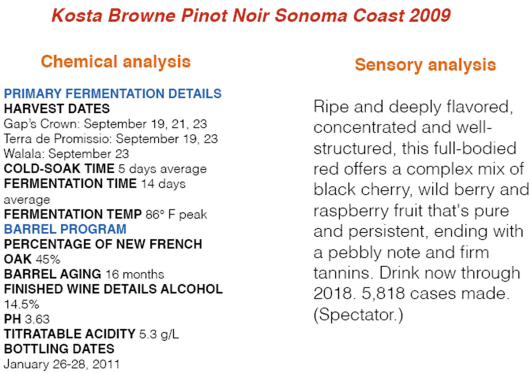 Kosta Browne Pinot Noir Sonoma Coast 2009
Chemical analysis
PRIMARY FERMENTATION DETAILS
HARVEST DATES
Gap's Crown: September 19, 21, 23
Terra de Promissio: September 19, 23
Walala: September 23
COLD-SOAK TIME 5 days average
FERMENTATION TIME 14 days
average
FERMENTATION TEMP 86° F peak
BARREL PROGRAM
PERCENTAGE OF NEW FRENCH
OAK 45%
BARREL AGING 16 months
FINISHED WINE DETAILS ALCOHOL
14.5%
PH 3.63
TITRATABLE ACIDITY 5.3 g/L
BOTTLING DATES
January 26-28, 2011
Sensory analysis
Ripe and deeply flavored,
concentrated and well-
structured, this full-bodied
red offers a complex mix of
black cherry, wild berry and
raspberry fruit that's pure
and persistent, ending with
a pebbly note and firm
tannins. Drink now through
2018. 5,818 cases made.
(Spectator.)